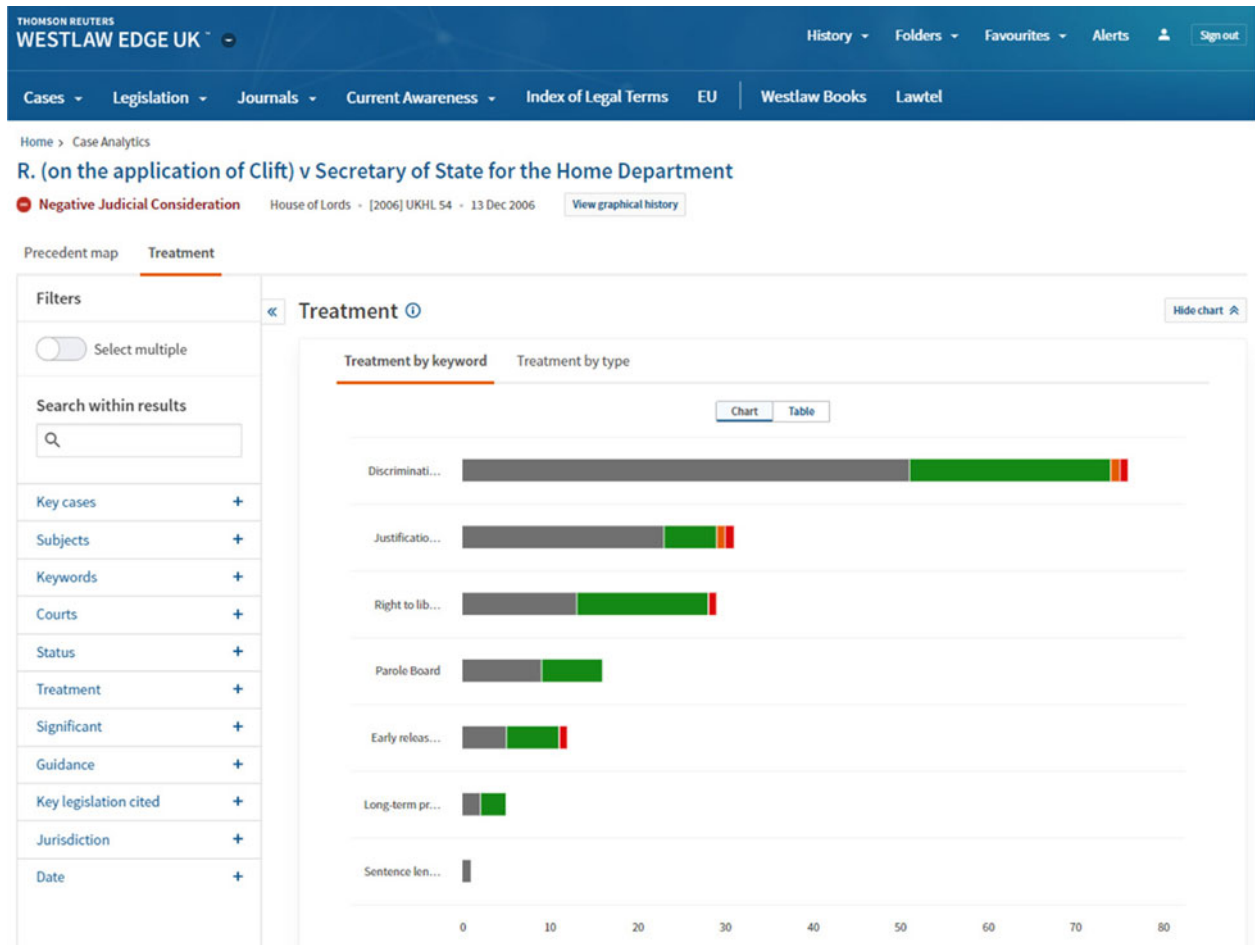 THOMSON REUTERS
WESTLAW EDGE UK™
History Folders Favourites Alerts Sign out
Cases Legislation Journals Current Awareness Index of Legal Terms EU Westlaw Books Lawtel
Home > Case Analytics
R. (on the application of Clift) v Secretary of State for the Home Department
Negative Judicial Consideration House of Lords • [2006] UKHL 54 • 13 Dec 2006 View graphical history
Precedent map Treatment
Filters
Select multiple
Search within results
Key cases +
Subjects +
Keywords +
Courts +
Status +
Treatment +
Significant +
Guidance +
Key legislation cited +
Jurisdiction +
Date +
« Treatment Hide chart
Treatment by keyword Treatment by type
Chart Table
Discriminati...
Justificatio...
Right to lib...
Parole Board
Early releas...
Long-term pr...
Sentence len...
0 10 20 30 40 50 60 70 80